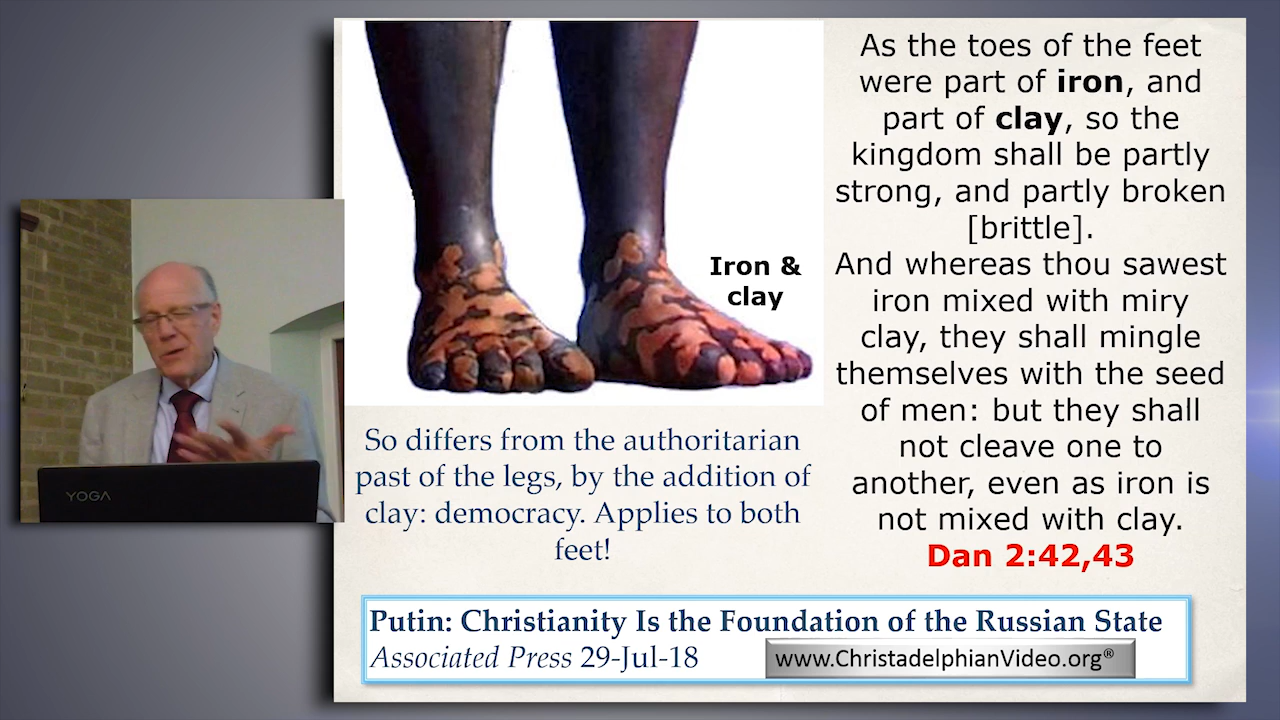 As the toes of the feet
were part of iron, and
part of clay, so the
kingdom shall be partly
strong, and partly broken
[brittle].
And whereas thou sawest
iron mixed with miry
clay, they shall mingle
themselves with the seed
of men: but they shall
not cleave one to
another, even as iron is
not mixed with clay.
Dan 2:42,43
Iron &
clay
So differs from the authoritarian
past of the legs, by the addition of
clay: democracy. Applies to both
feet!
Putin: Christianity Is the Foundation of the Russian State
Associated Press 29-Jul-18
www.ChristadelphianVideo.org®
YOGA